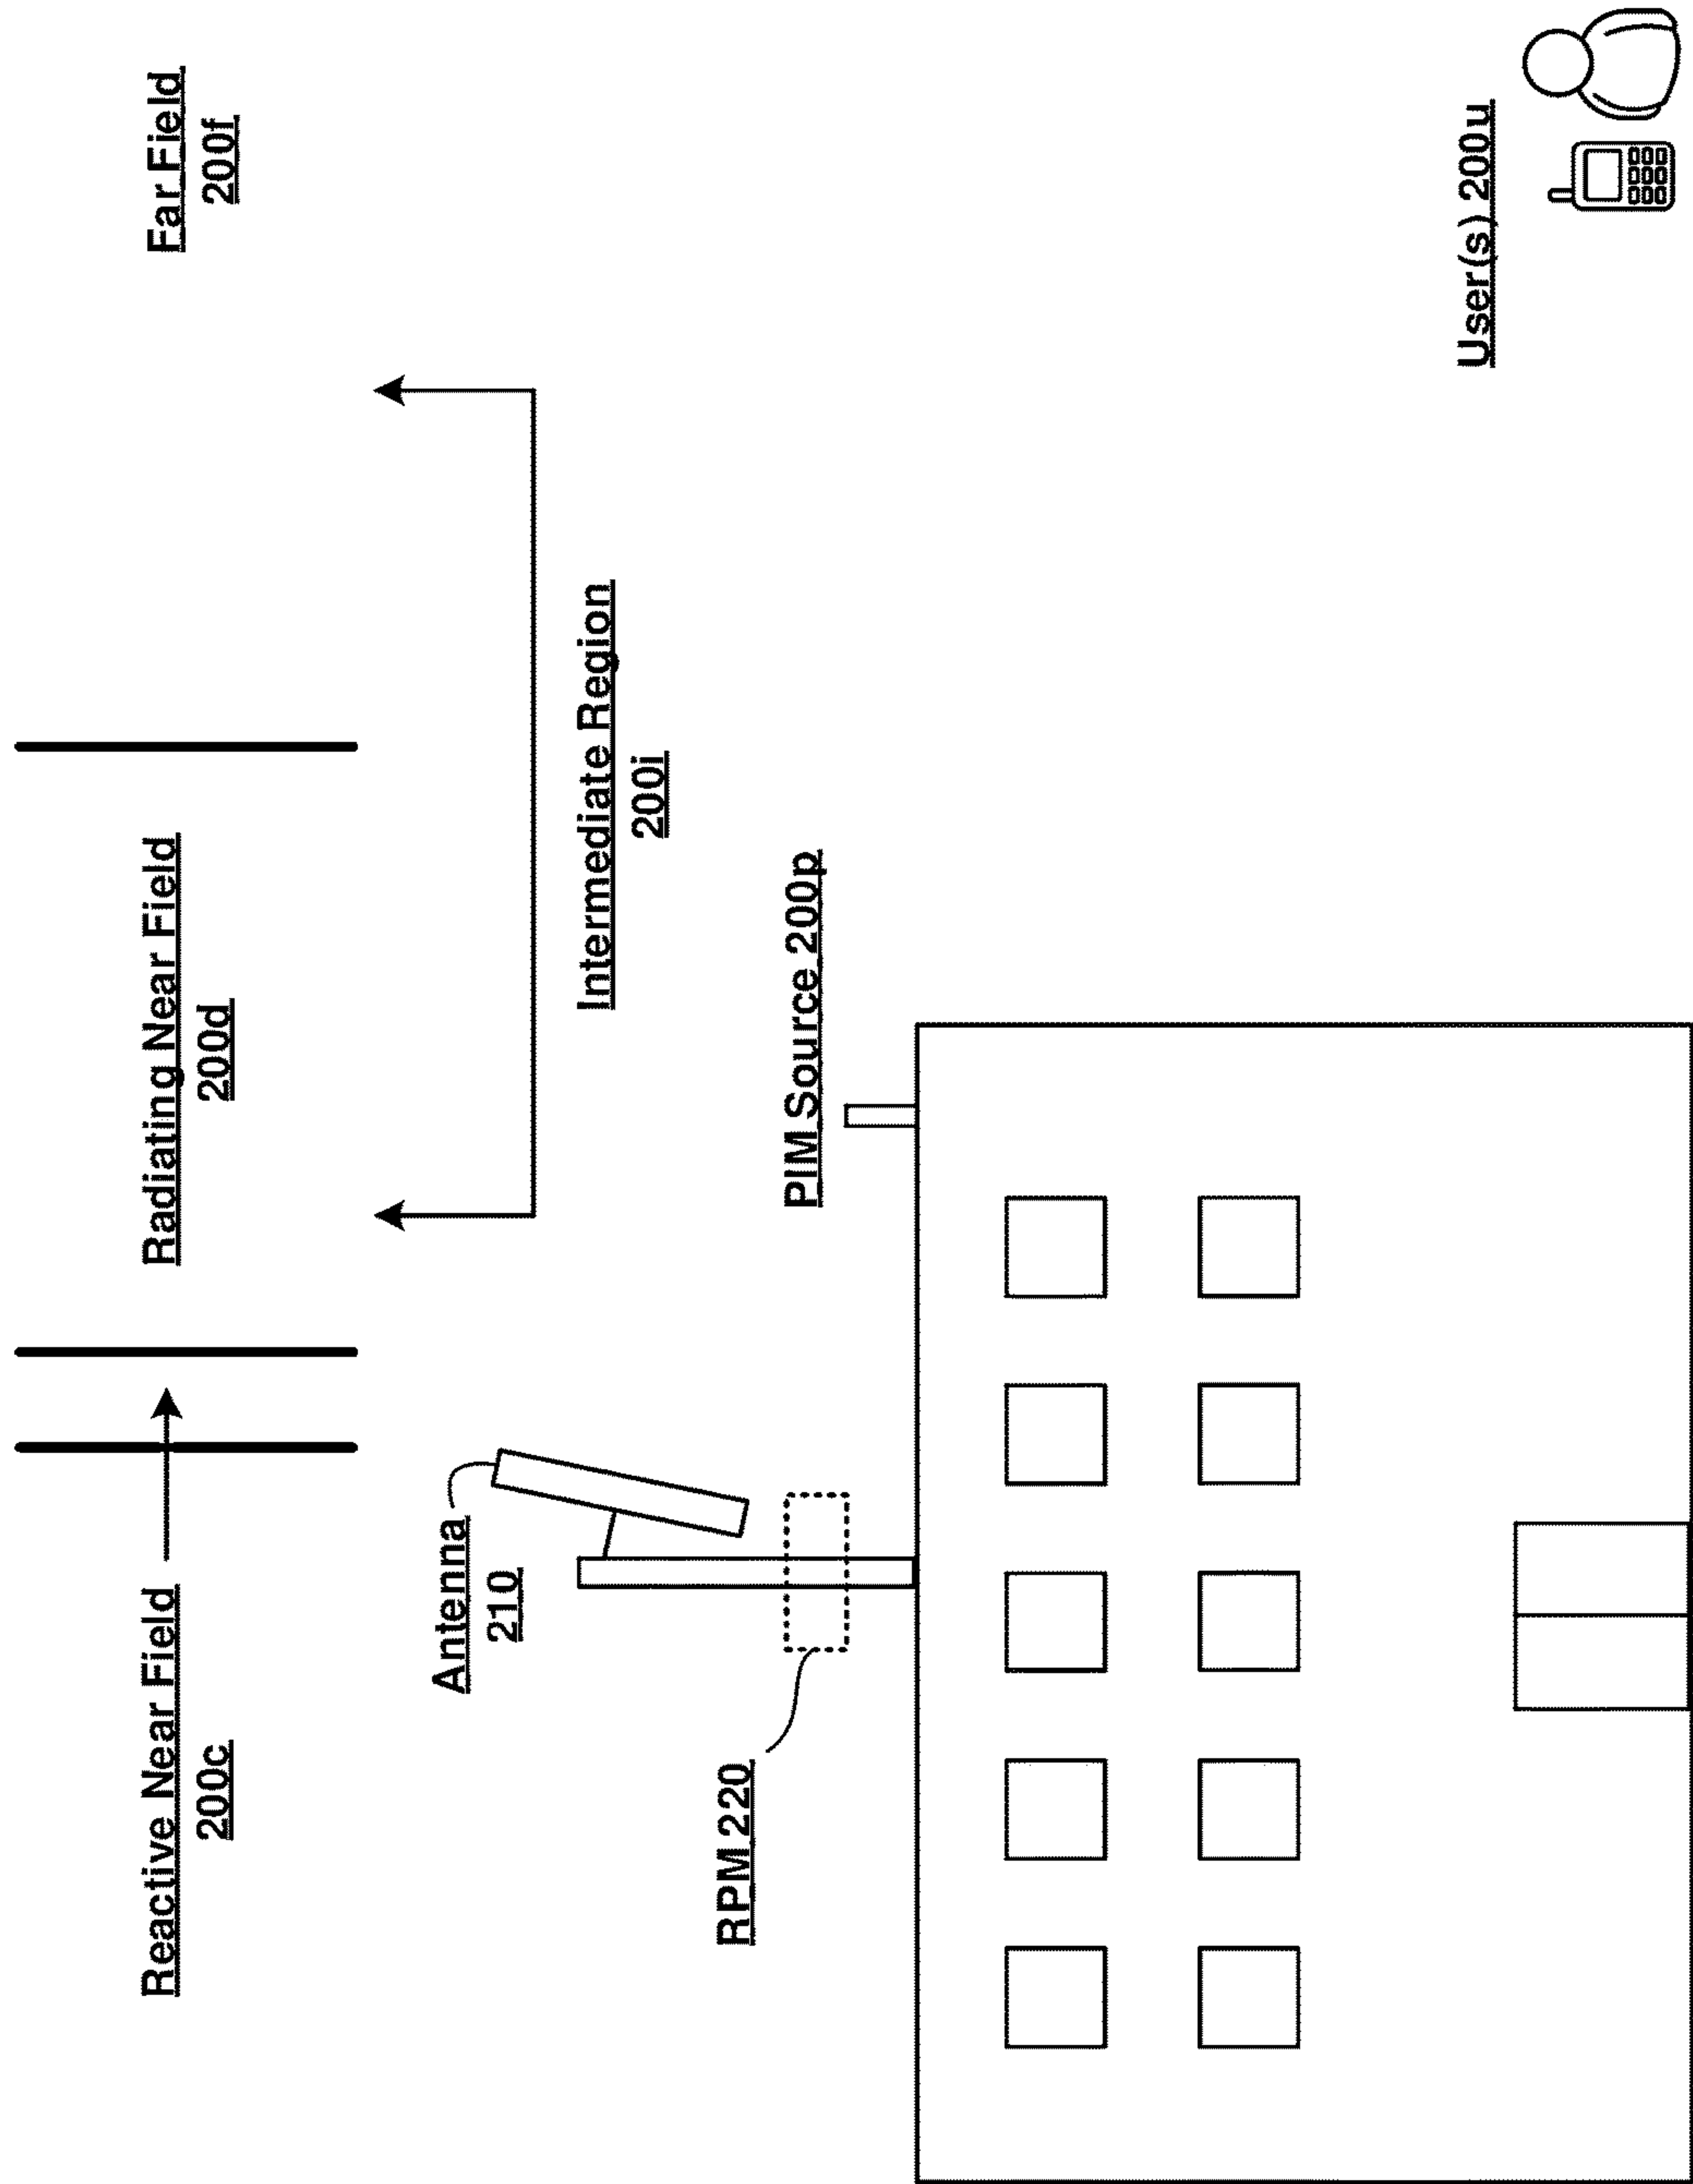 Reactive Near Field
200c
Radiating Near Field
200d
Far Field
200f
Antenna
210
Intermediate Region
200i
RPM 220
PIM Source 200p
User(s) 200u